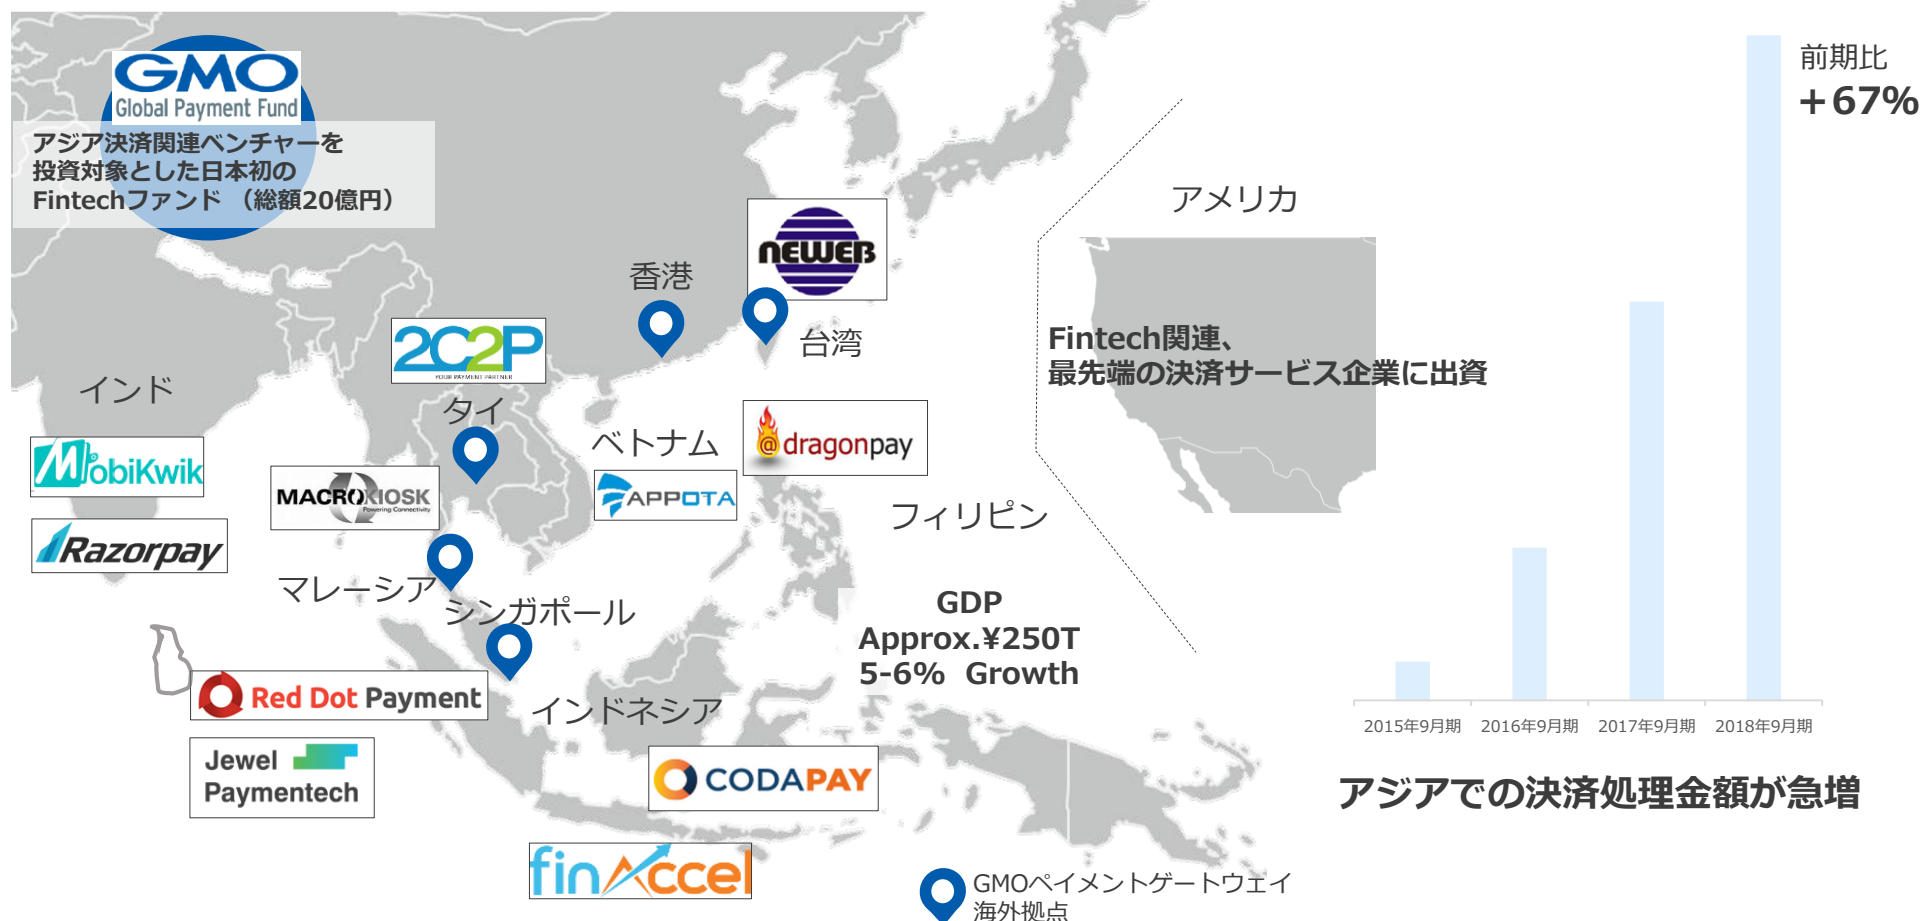 GMO
Global Payment Fund
アジア決済関連ベンチャーを
投資対象とした日本初の
Fintechファンド （総額20億円）
前期比
+67%
アメリカ
NEWEB
香港
台湾
2C2P
YOUR PAYMENT PARTNER
Fintech関連、
最先端の決済サービス企業に出資
インド
タイ
ベトナム
@dragonpay
MobiKwik
MACROKIOSK
Powering Connectivity
APPOTA
フィリピン
Razorpay
マレーシア
シンガポール
GDP
Approx.¥250T
5-6% Growth
Red Dot Payment
インドネシア
2015年9月期
2016年9月期
2017年9月期
2018年9月期
Jewel
Paymentech
CODAPAY
アジアでの決済処理金額が急増
finAccel
GMOペイメントゲートウェイ
海外拠点